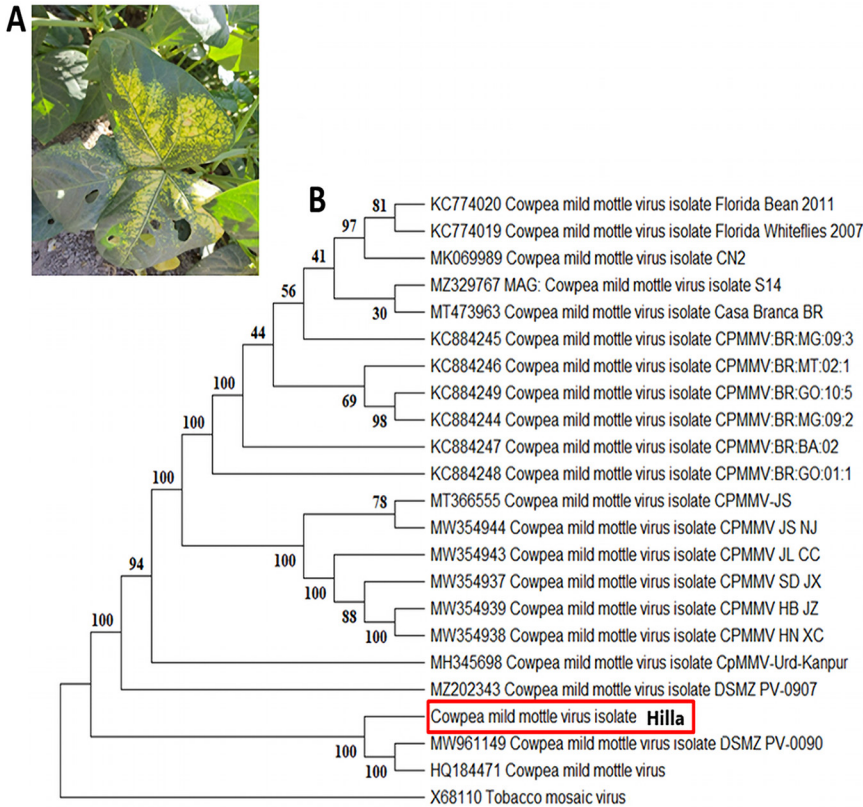 A
B
KC774020 Cowpea mild mottle virus isolate Florida Bean 2011
KC774019 Cowpea mild mottle virus isolate Florida Whiteflies 2007
MK069989 Cowpea mild mottle virus isolate CN2
MZ329767 MAG: Cowpea mild mottle virus isolate S14
MT473963 Cowpea mild mottle virus isolate Casa Branca BR
KC884245 Cowpea mild mottle virus isolate CPMMV:BR:MG:09:3
KC884246 Cowpea mild mottle virus isolate CPMMV:BR:MT:02:1
KC884249 Cowpea mild mottle virus isolate CPMMV:BR:GO:10:5
KC884244 Cowpea mild mottle virus isolate CPMMV:BR:MG:09:2
KC884247 Cowpea mild mottle virus isolate CPMMV:BR:BA:02
KC884248 Cowpea mild mottle virus isolate CPMMV:BR:GO:01:1
MT366555 Cowpea mild mottle virus isolate CPMMV-JS
MW354944 Cowpea mild mottle virus isolate CPMMV JS NJ
MW354943 Cowpea mild mottle virus isolate CPMMV JL CC
MW354937 Cowpea mild mottle virus isolate CPMMV SD JX
MW354939 Cowpea mild mottle virus isolate CPMMV HB JZ
MW354938 Cowpea mild mottle virus isolate CPMMV HN XC
MH345698 Cowpea mild mottle virus isolate CpMMV-Urd-Kanpur
MZ202343 Cowpea mild mottle virus isolate DSMZ PV-0907
Cowpea mild mottle virus isolate Hilla
MW961149 Cowpea mild mottle virus isolate DSMZ PV-0090
HQ184471 Cowpea mild mottle virus
X68110 Tobacco mosaic virus
81
97
41
30
56
44
69
98
100
100
100
78
100
100
88
100
94
100
100
100